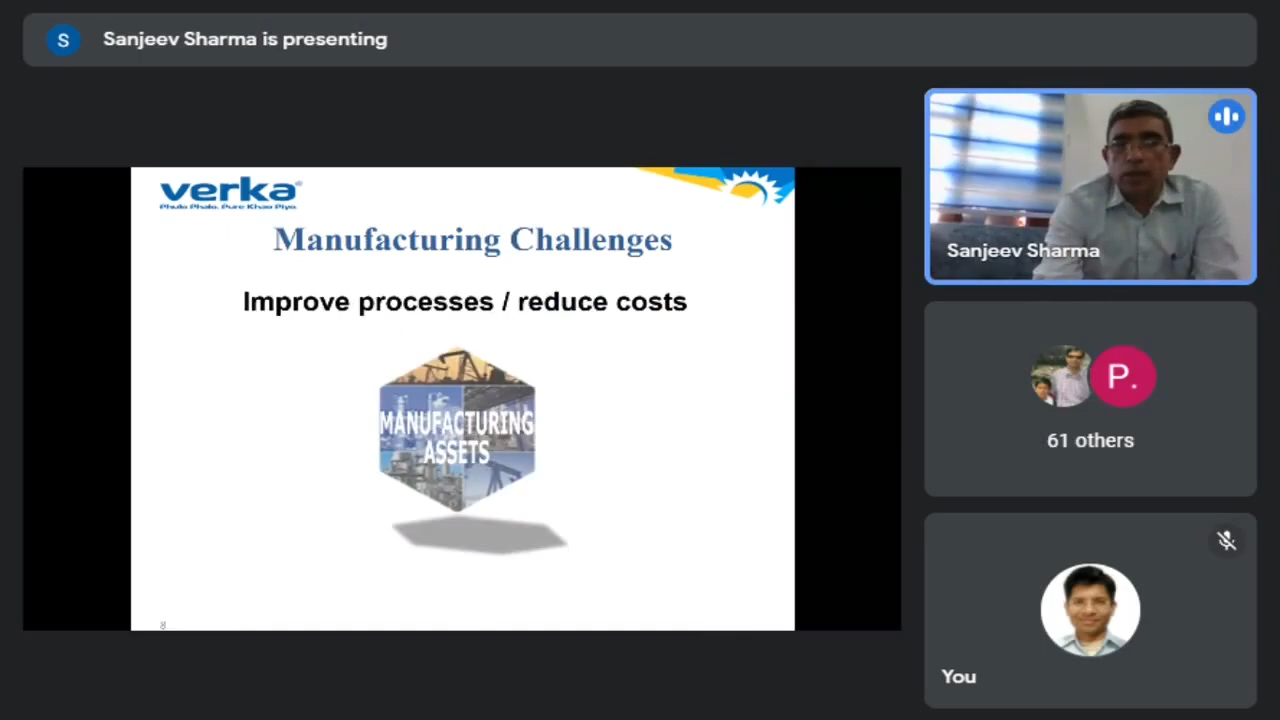 S
Sanjeev Sharma is presenting
verka®
Phulo Phalo. Pure Khao Piyo.
Manufacturing Challenges
Improve processes / reduce costs
MANUFACTURING
ASSETS
8
Sanjeev Sharma
P.
61 others
You